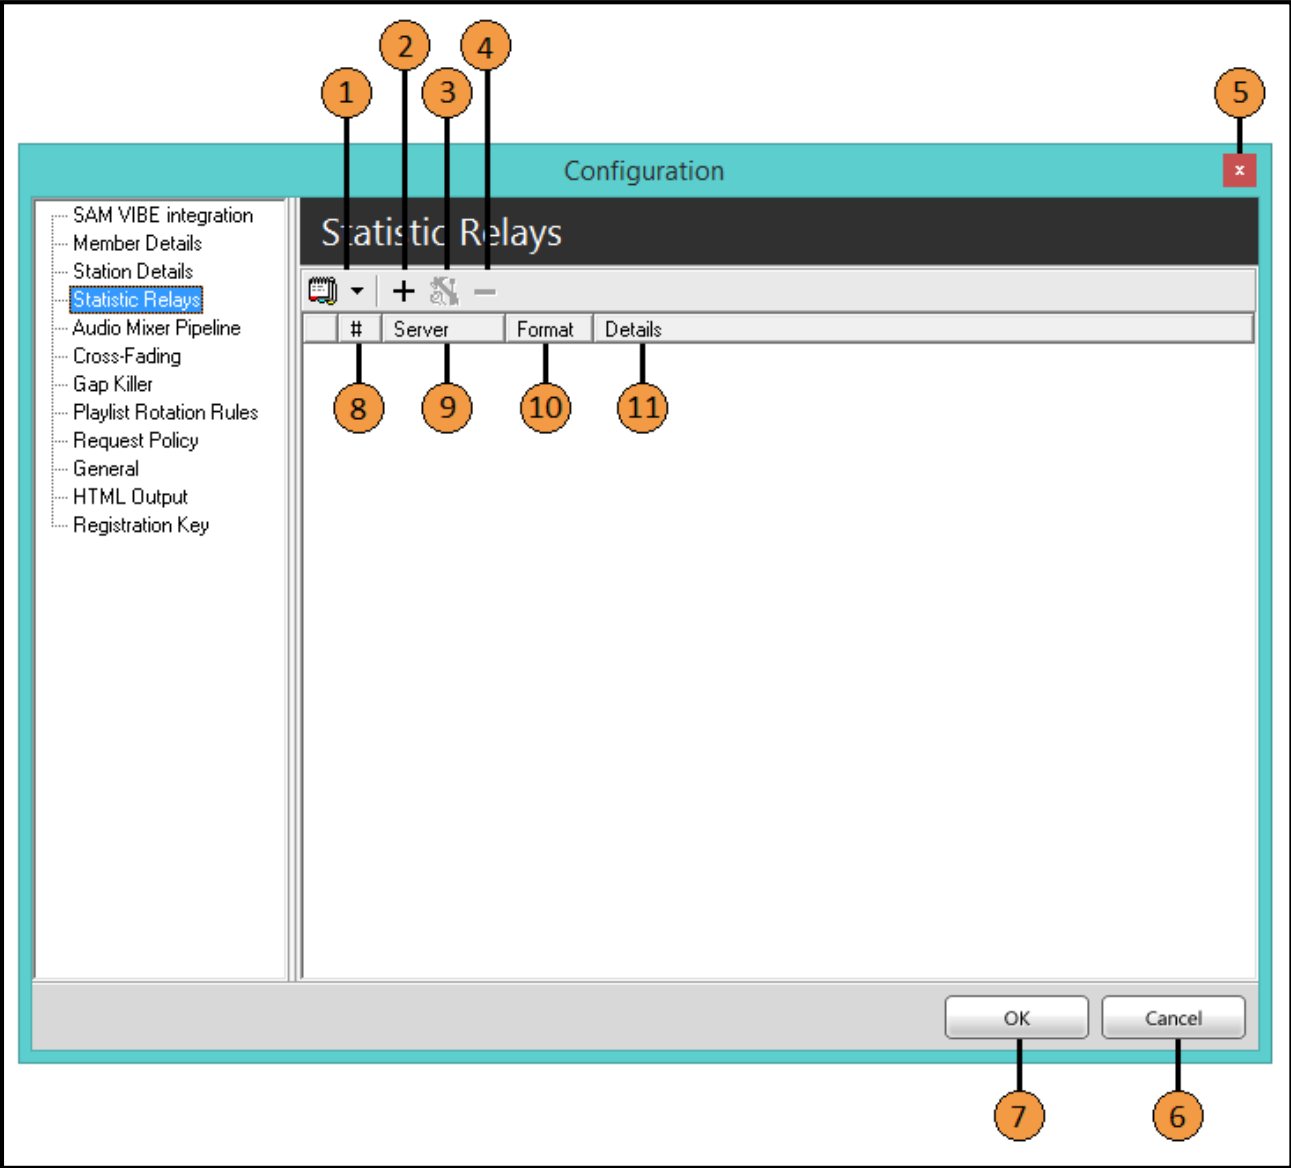 2 4
1 3 5
Configuration
x
SAM VIBE integration
Member Details
Station Details
Statistic Relays
Audio Mixer Pipeline
Cross-Fading
Gap Killer
Playlist Rotation Rules
Request Policy
General
HTML Output
Registration Key
Statistic Relays
# Server Format Details
8 9 10 11
OK Cancel
7 6